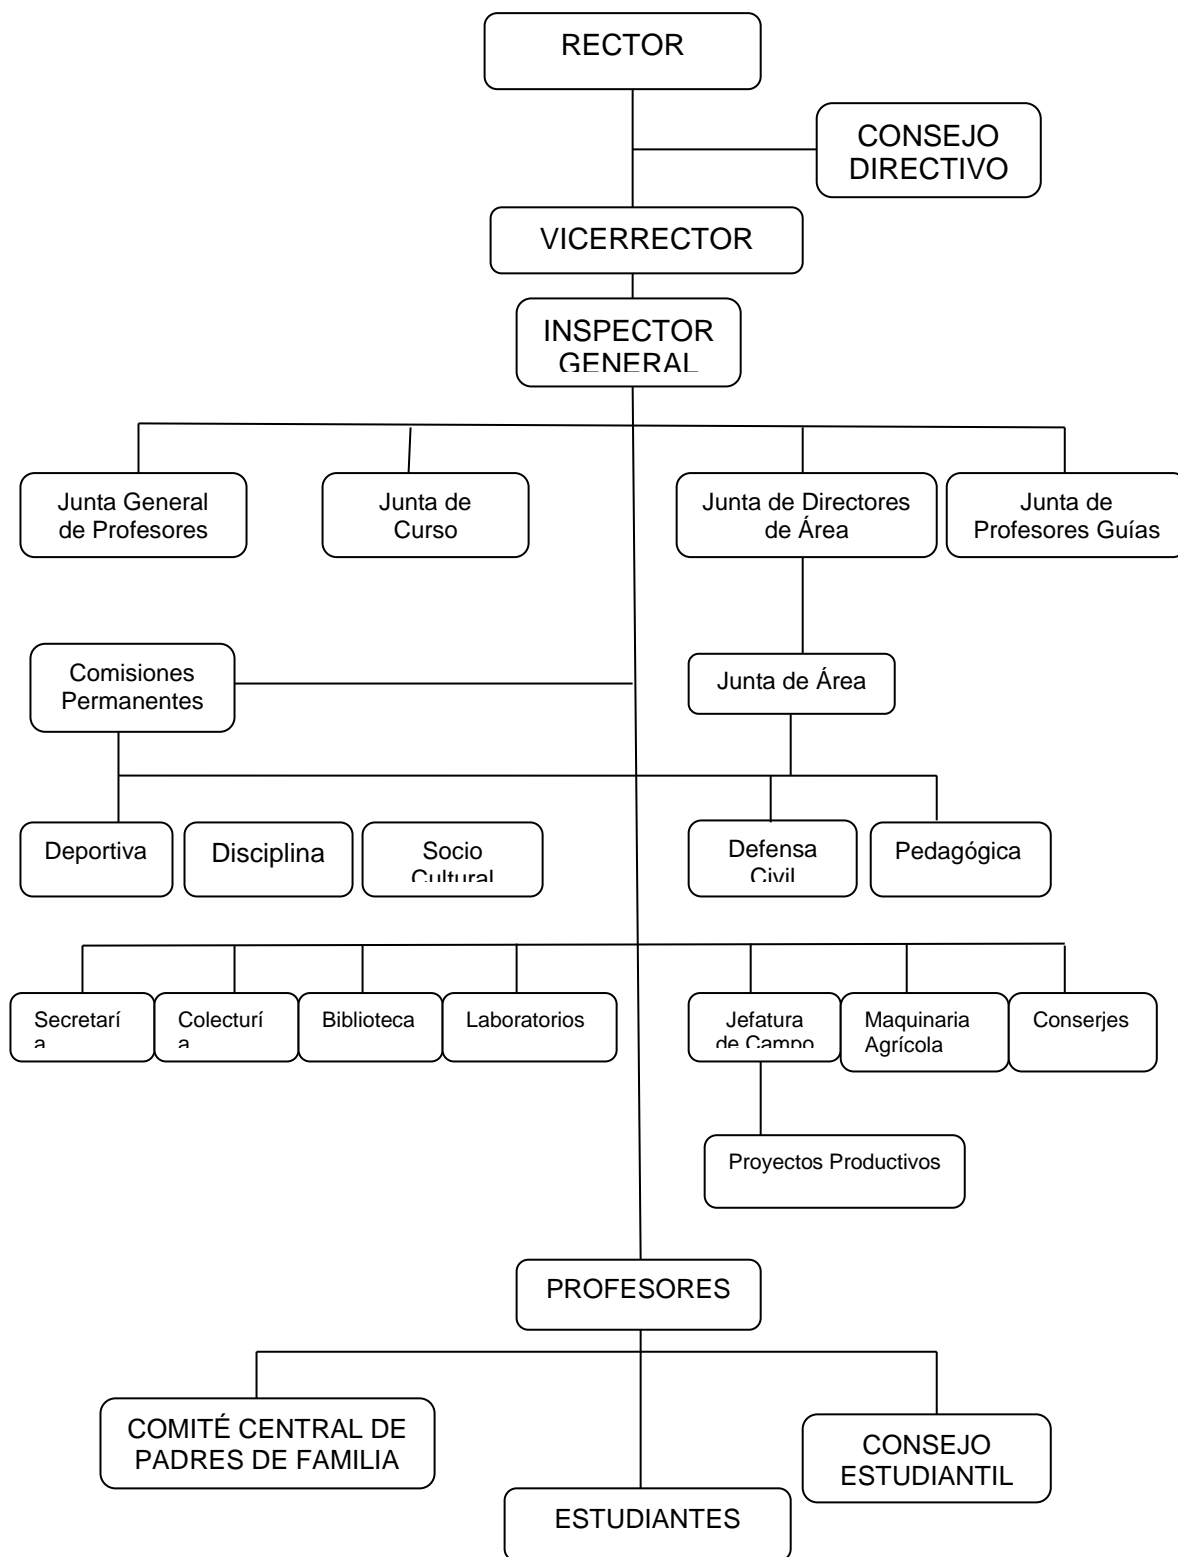 RECTOR
CONSEJO
DIRECTIVO
VICERRECTOR
INSPECTOR
GENERAL
Junta General
de Profesores
Junta de
Curso
Junta de Directores
de Área
Junta de
Profesores Guías
Comisiones
Permanentes
Junta de Área
Deportiva
Disciplina
Socio
Cultural
Defensa
Civil
Pedagógica
Secretarí
a
Colecturí
a
Biblioteca
Laboratorios
Jefatura
de Campo
Maquinaria
Agrícola
Conserjes
Proyectos Productivos
PROFESORES
COMITÉ CENTRAL DE
PADRES DE FAMILIA
CONSEJO
ESTUDIANTIL
ESTUDIANTES